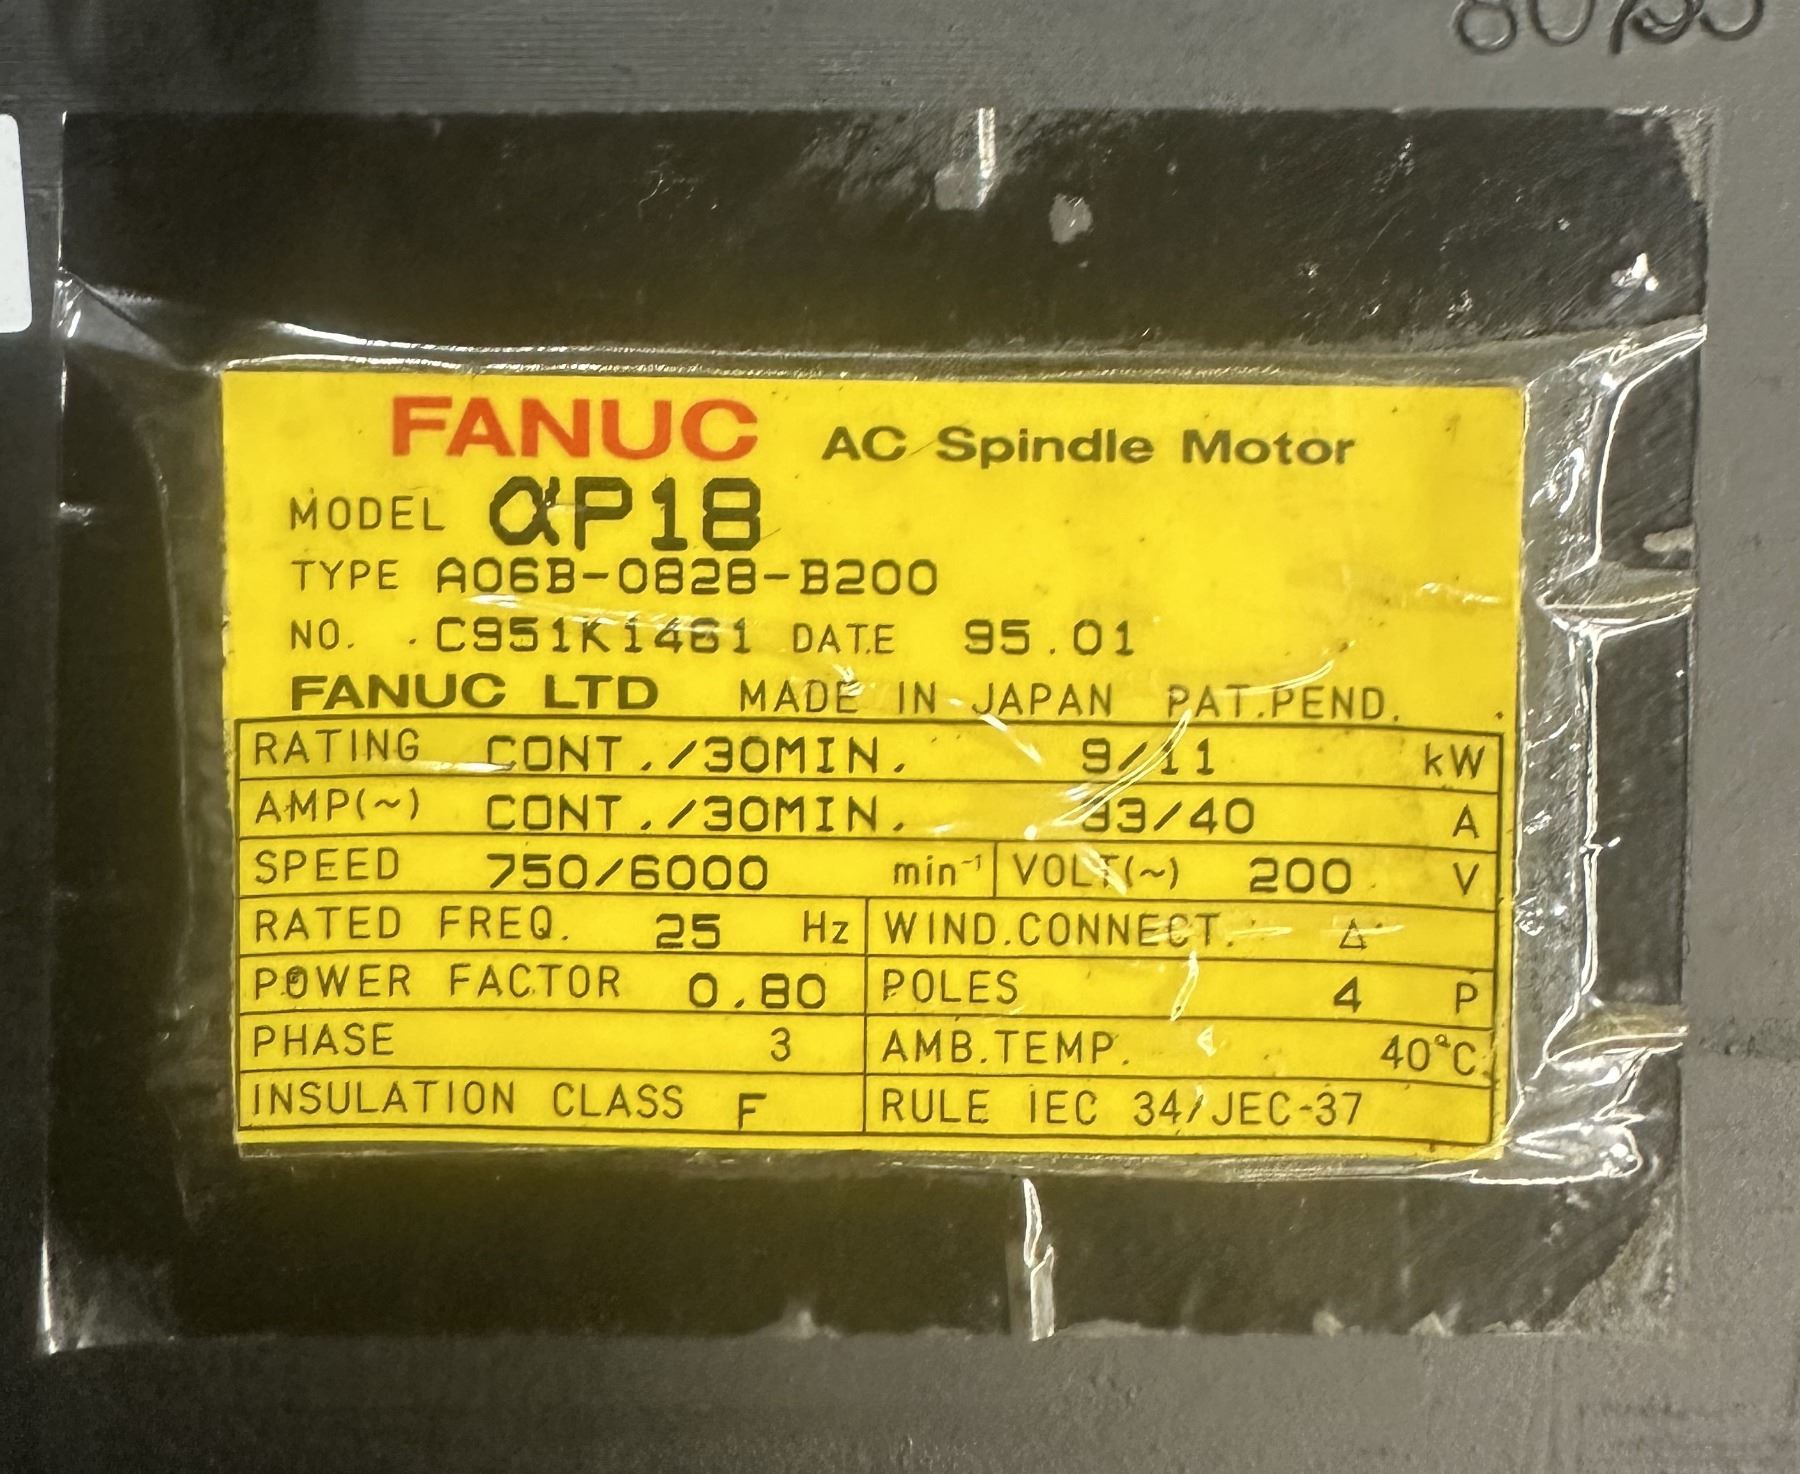 FANUC AC Spindle Motor
MODEL αP18
TYPE A06B-0828-B200
NO. C951K1461 DATE 95.01
FANUC LTD MADE IN JAPAN PAT.PEND.
RATING CONT./30MIN. 9/11 kW
AMP(~) CONT./30MIN. 33/40 A
SPEED 750/6000 min⁻¹ VOLT(~) 200 V
RATED FREQ. 25 Hz WIND.CONNECT. Δ
POWER FACTOR 0.80 POLES 4 P
PHASE 3 AMB.TEMP. 40°C
INSULATION CLASS F RULE IEC 34/JEC-37